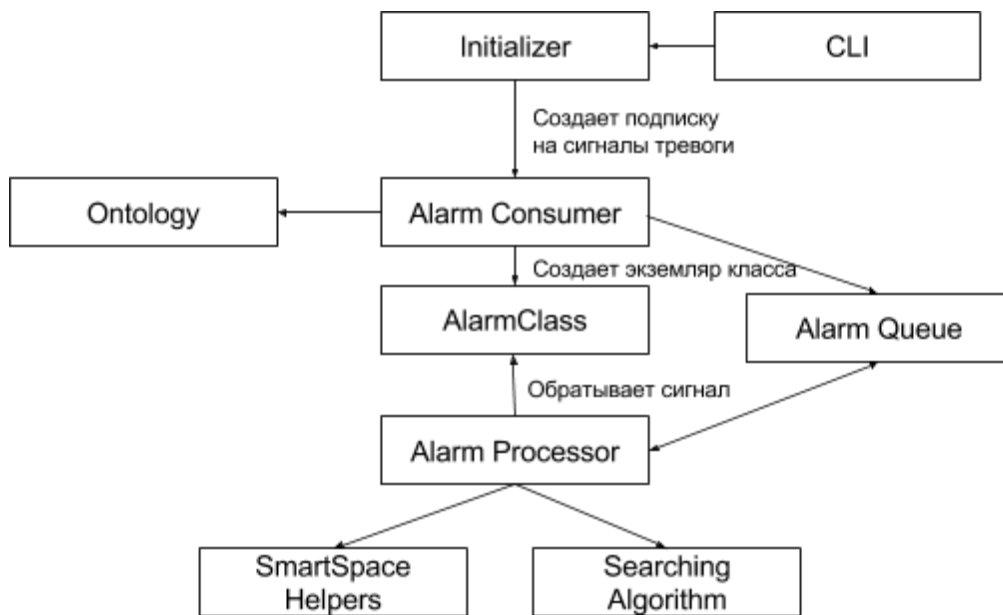 Initializer
CLI
Создает подписку
на сигналы тревоги
Ontology
Alarm Consumer
Создает экземляр класса
AlarmClass
Alarm Queue
Обратывает сигнал
Alarm Processor
SmartSpace
Helpers
Searching
Algorithm